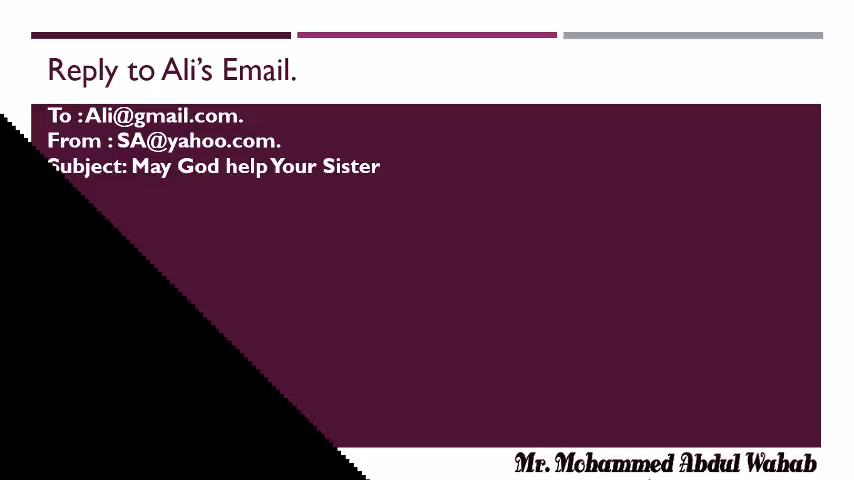 Reply to Ali's Email.
To : Ali@gmail.com.
From : SA@yahoo.com.
Subject: May God help Your Sister
Mr. Mohammed Abdul Wahab